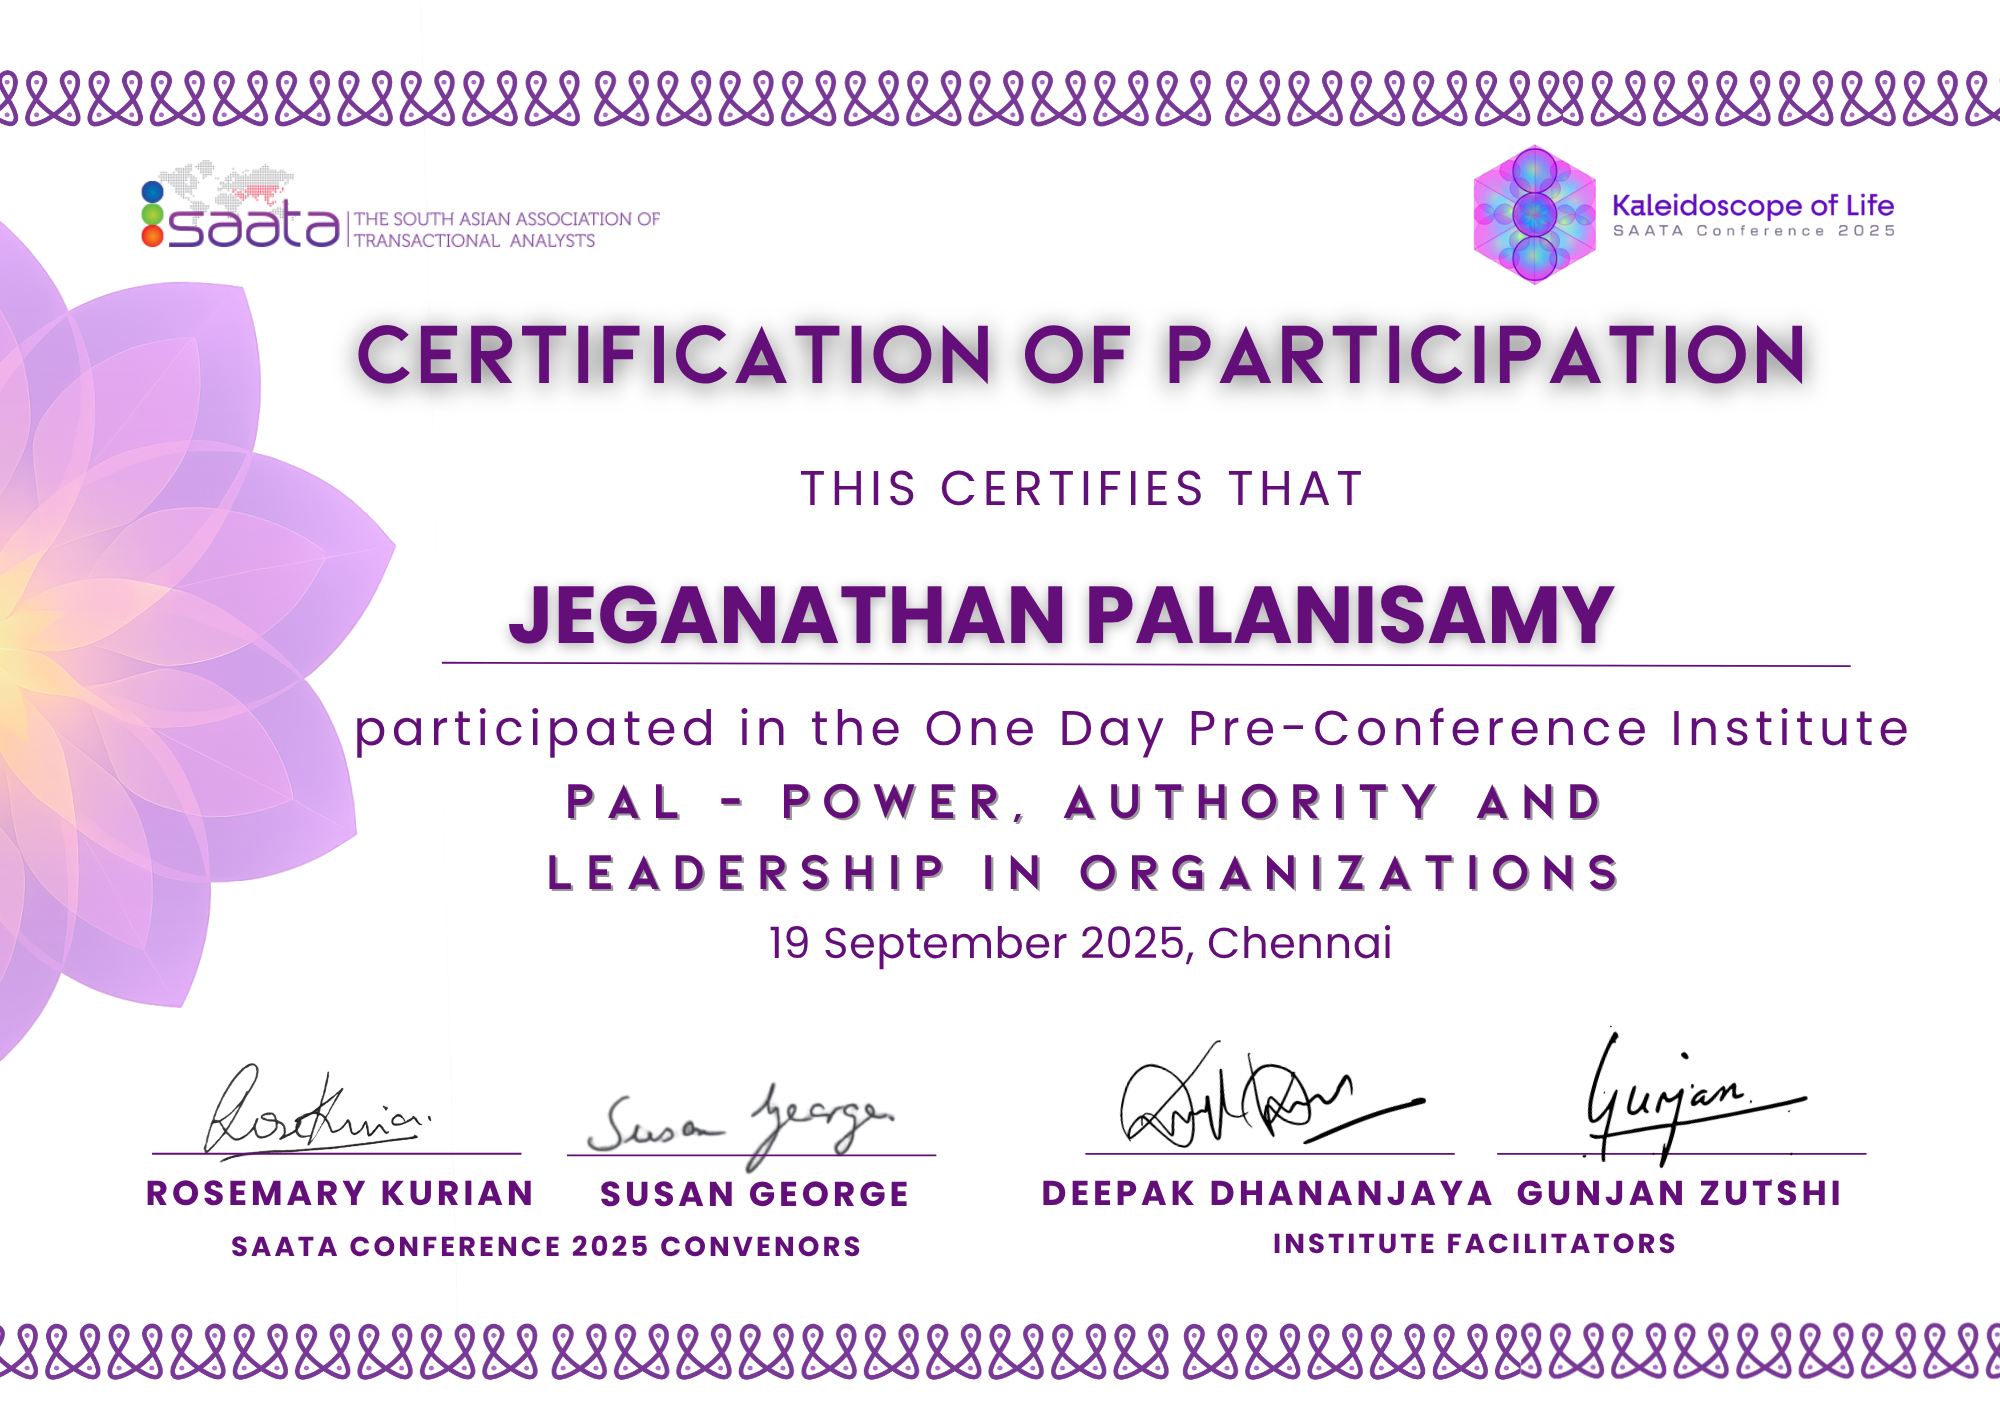 saata THE SOUTH ASIAN ASSOCIATION OF
TRANSACTIONAL ANALYSTS
Kaleidoscope of Life
SAATA Conference 2025
CERTIFICATION OF PARTICIPATION
THIS CERTIFIES THAT
JEGANATHAN PALANISAMY
participated in the One Day Pre-Conference Institute
PAL - POWER, AUTHORITY AND
LEADERSHIP IN ORGANIZATIONS
19 September 2025, Chennai
Susan George
Gunjan
ROSEMARY KURIAN
SUSAN GEORGE
DEEPAK DHANANJAYA
GUNJAN ZUTSHI
SAATA CONFERENCE 2025 CONVENORS
INSTITUTE FACILITATORS